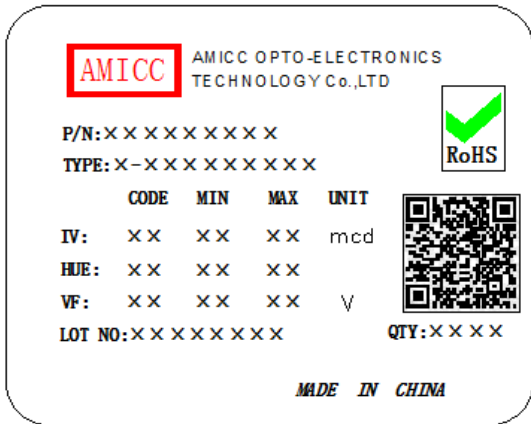 AMICC
AMICC OPTO-ELECTRONICS
TECHNOLOGY Co.,LTD
RoHS
P/N:×××××××××
TYPE:×-×××××××××
CODE MIN MAX UNIT
IV: ×× ×× ×× mcd
HUE: ×× ×× ××
VF: ×× ×× ×× V
LOT NO:×××××××× QTY:××××
MADE IN CHINA